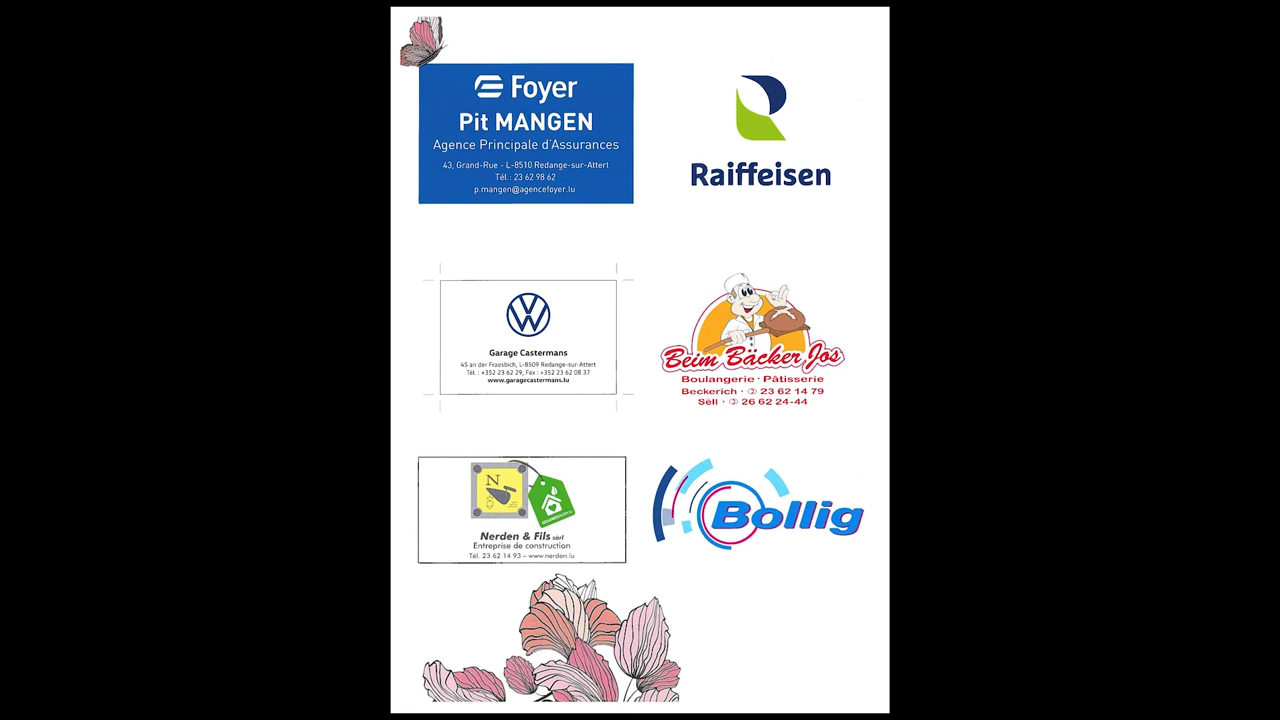 Foyer
Pit MANGEN
Agence Principale d'Assurances
43, Grand-Rue - L-8510 Redange-sur-Attert
Tél.: 23 62 98 62
p.mangen@agencefoyer.lu
Raiffeisen
Garage Castermans
45 an der Fraesbich, L-8509 Redange-sur-Attert
Tél. : +352 23 62 62 29, Fax : +352 23 62 08 37
www.garagecastermans.lu
Beim Bäcker Jos
Boulangerie · Pâtisserie
Beckerich · 23 62 14 79
Sëll · 26 62 24-44
N
Nerden & Fils sàrl
Entreprise de construction
Tél. 23 62 14 93 – www.nerden.lu
Bollig